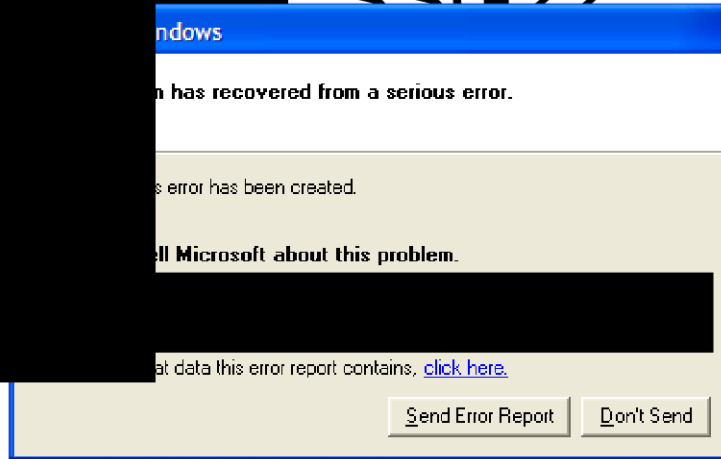 ndows
n has recovered from a serious error.
s error has been created.
ll Microsoft about this problem.
at data this error report contains, click here.
Send Error Report Don't Send